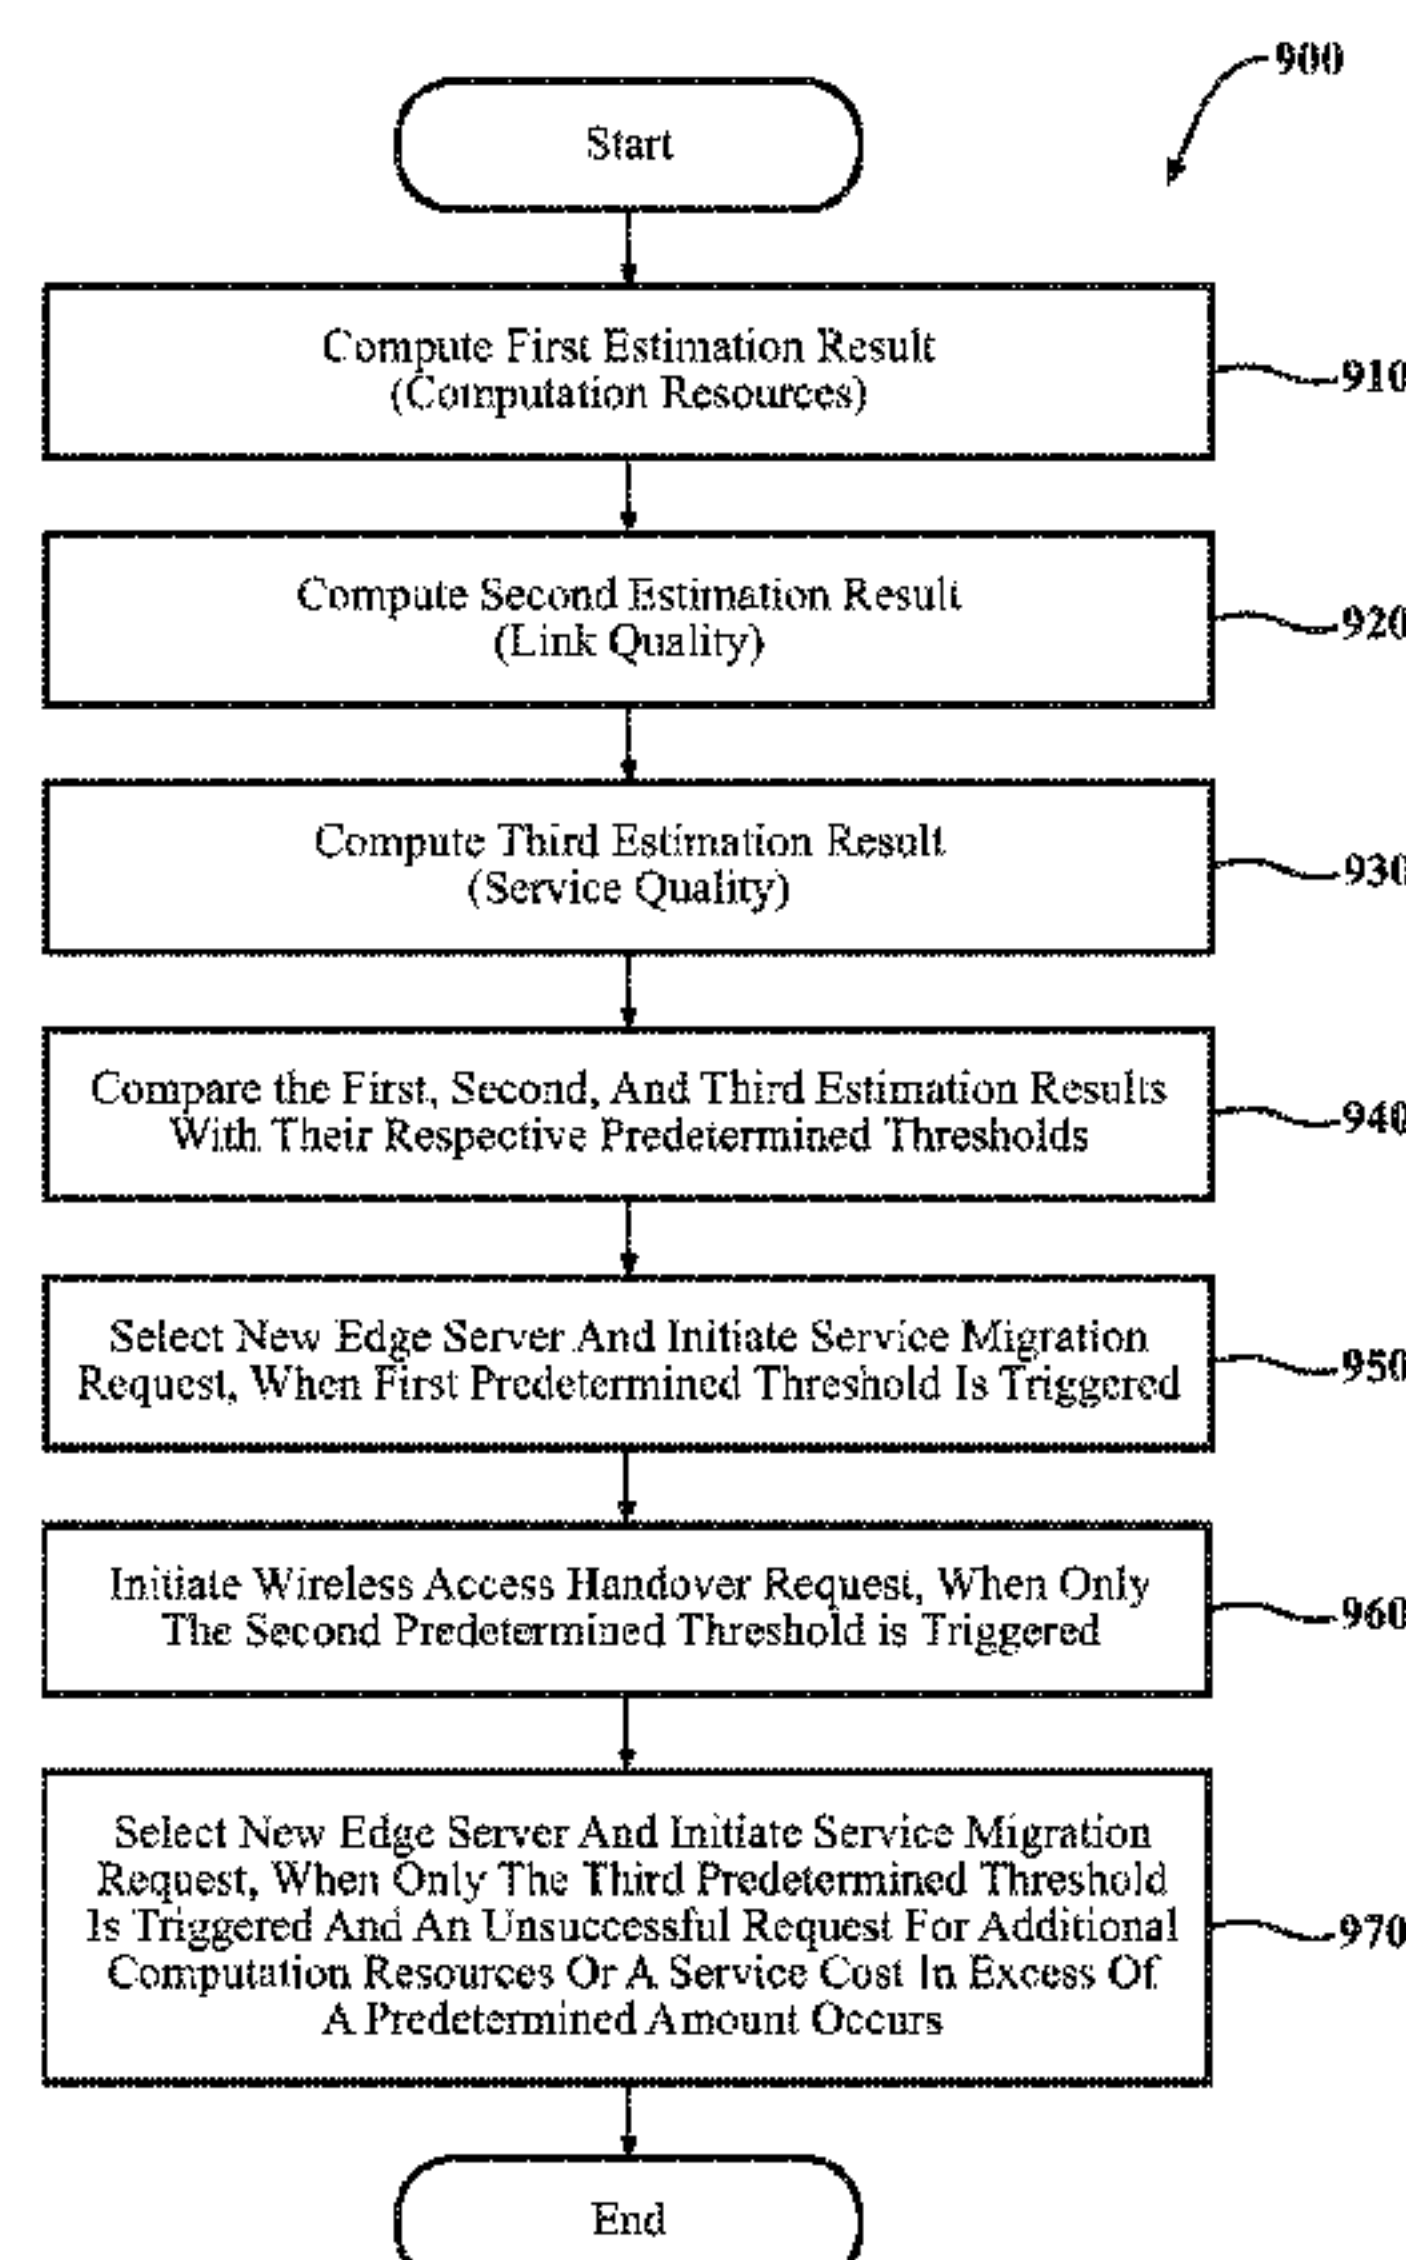 900
Start
Compute First Estimation Result
(Computation Resources)
910
Compute Second Estimation Result
(Link Quality)
920
Compute Third Estimation Result
(Service Quality)
930
Compare the First, Second, And Third Estimation Results
With Their Respective Predetermined Thresholds
940
Select New Edge Server And Initiate Service Migration
Request, When First Predetermined Threshold Is Triggered
950
Initiate Wireless Access Handover Request, When Only
The Second Predetermined Threshold is Triggered
960
Select New Edge Server And Initiate Service Migration
Request, When Only The Third Predetermined Threshold
Is Triggered And An Unsuccessful Request For Additional
Computation Resources Or A Service Cost In Excess Of
A Predetermined Amount Occurs
970
End